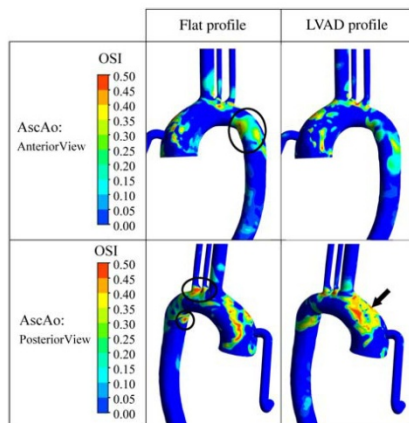 Flat profile
LVAD profile
OSI
0.50
0.45
0.40
0.35
0.30
0.25
0.20
0.15
0.10
0.05
0.00
AscAo:
AnteriorView
OSI
0.50
0.45
0.40
0.35
0.30
0.25
0.20
0.15
0.10
0.05
0.00
AscAo:
PosteriorView